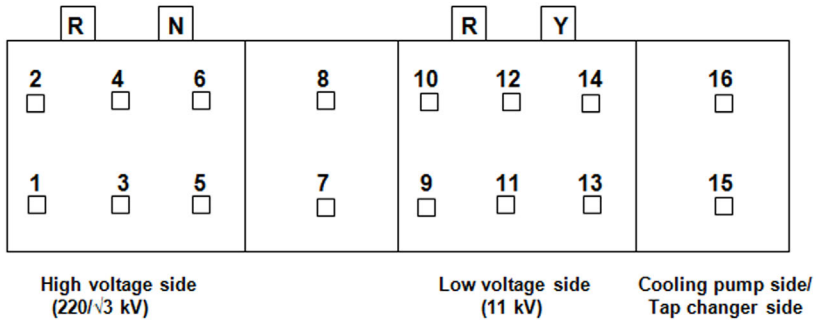 R N R Y
2 4 6 8 10 12 14 16
1 3 5 7 9 11 13 15
High voltage side Low voltage side Cooling pump side/
(220/√3 kV) (11 kV) Tap changer side